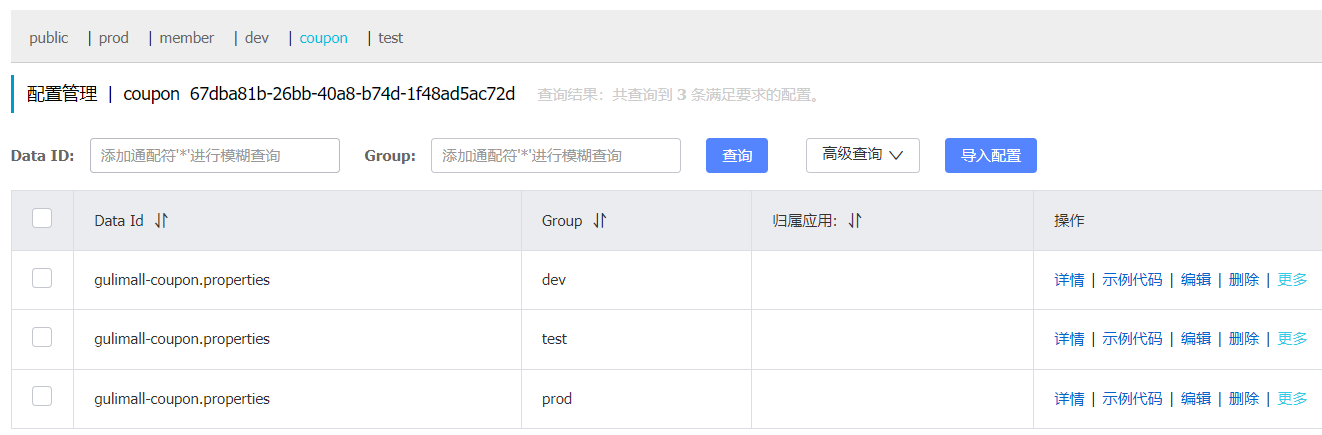 public | prod | member | dev | coupon | test
配置管理 | coupon 67dba81b-26bb-40a8-b74d-1f48ad5ac72d 查询结果：共查询到 3 条满足要求的配置。
Data ID: 添加通配符'*'进行模糊查询 Group: 添加通配符'*'进行模糊查询 查询 高级查询 导入配置
Data Id Group 归属应用: 操作
gulimall-coupon.properties dev 详情 | 示例代码 | 编辑 | 删除 | 更多
gulimall-coupon.properties test 详情 | 示例代码 | 编辑 | 删除 | 更多
gulimall-coupon.properties prod 详情 | 示例代码 | 编辑 | 删除 | 更多